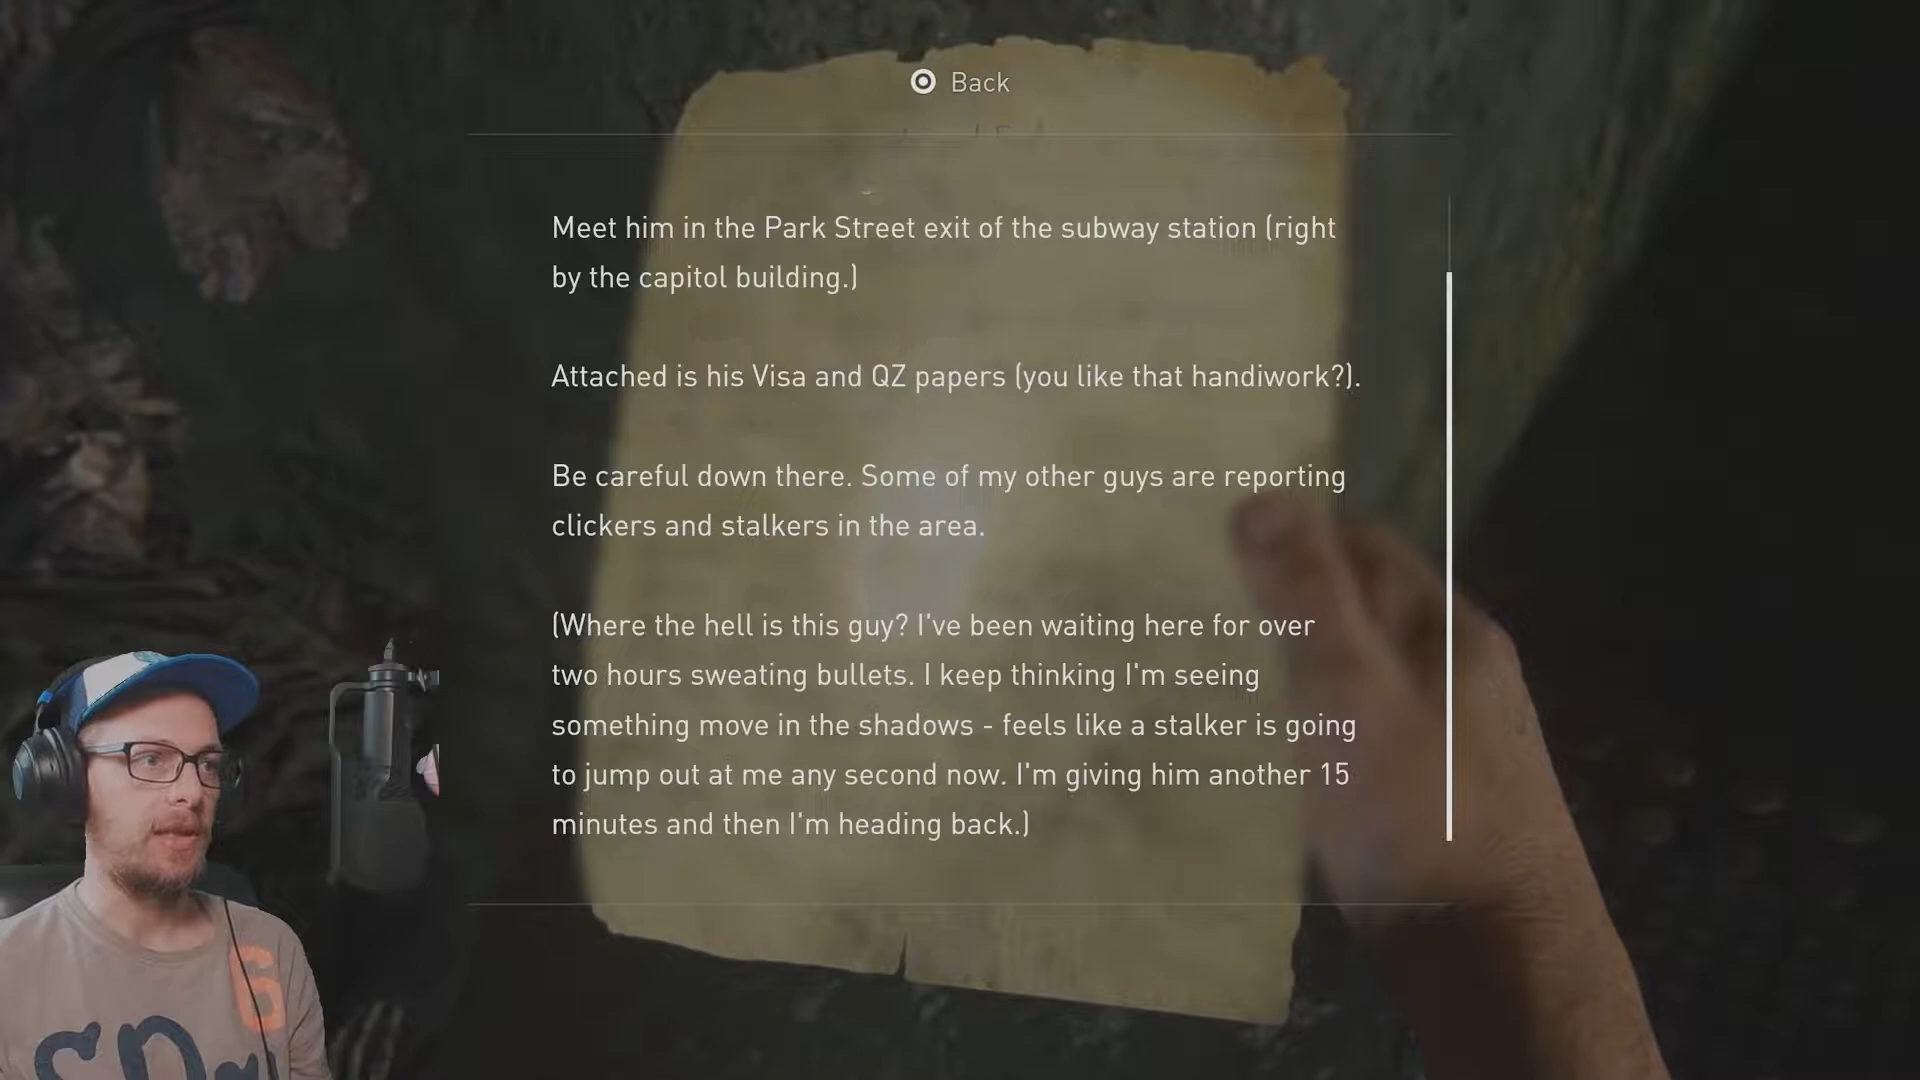 Back
Meet him in the Park Street exit of the subway station (right
by the capitol building.)
Attached is his Visa and QZ papers (you like that handiwork?).
Be careful down there. Some of my other guys are reporting
clickers and stalkers in the area.
(Where the hell is this guy? I've been waiting here for over
two hours sweating bullets. I keep thinking I'm seeing
something move in the shadows - feels like a stalker is going
to jump out at me any second now. I'm giving him another 15
minutes and then I'm heading back.)
6